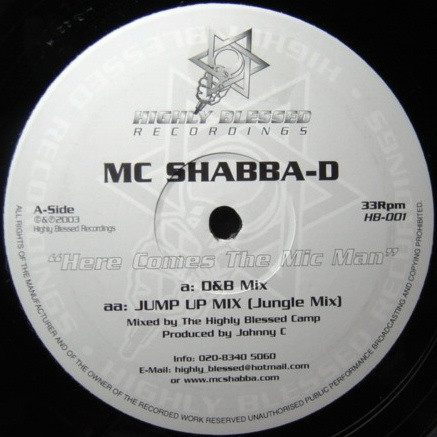 HIGHLY BLESSED
RECORDINGS
MC SHABBA-D
A-Side
©&℗2003
Highly Blessed Recordings
33Rpm
HB-001
"Here Comes The Mic Man"
a: D&B Mix
aa: JUMP UP MIX (Jungle Mix)
Mixed by The Highly Blessed Camp
Produced by Johnny C
Info: 020-8340 5060
E-Mail: highly_blessed@hotmail.com
or www.mcshabba.com
ALL RIGHTS OF THE MANUFACTURER AND OF THE OWNER OF THE RECORDED WORK RESERVED UNAUTHORISED PUBLIC PERFORMANCE BROADCASTING AND COPYING PROHIBITED.